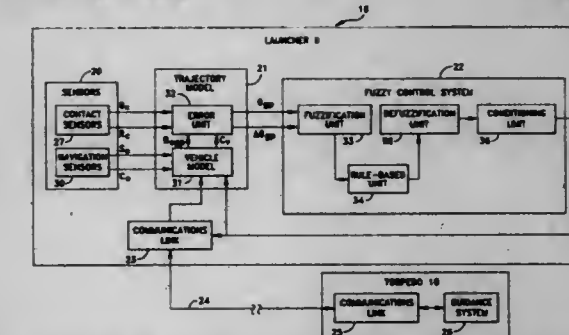 18
LAUNCHER 11
20
SENSORS
CONTACT
SENSORS
27
NAVIGATION
SENSORS
30
21
TRAJECTORY
MODEL
32
ERROR
UNIT
VEHICLE
MODEL
31
22
FUZZY CONTROL SYSTEM
FUZZIFICATION
UNIT
33
DEFUZZIFICATION
UNIT
CONDITIONING
UNIT
36
RULE-BASED
UNIT
34
COMMUNICATIONS
LINK
23
24
TORPEDO 10
COMMUNICATIONS
LINK
25
GUIDANCE
SYSTEM
26